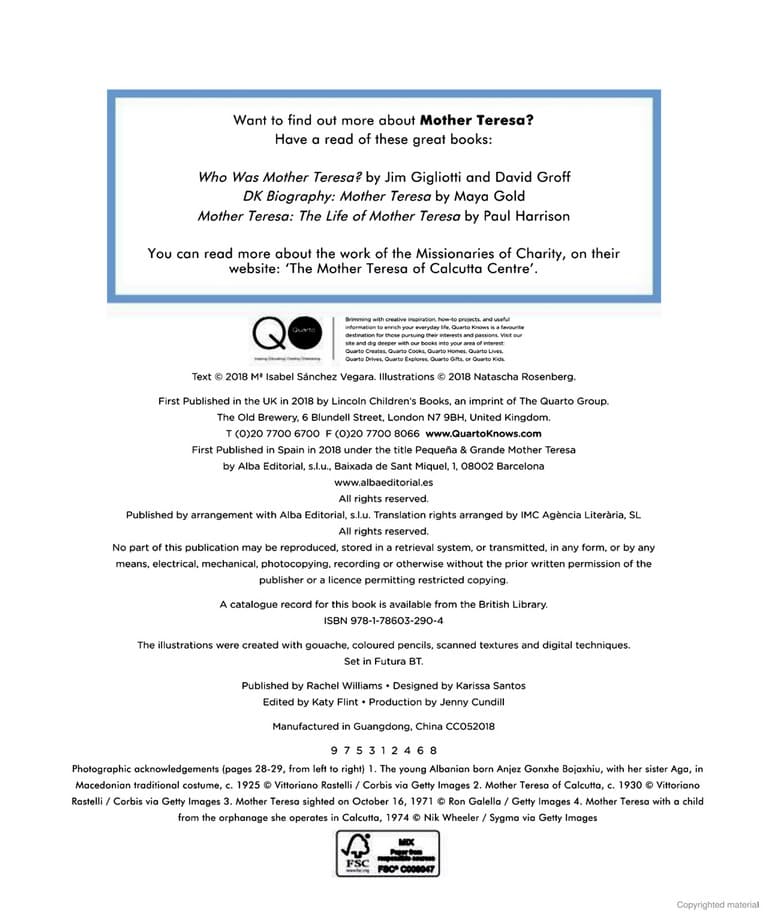 Want to find out more about Mother Teresa?
Have a read of these great books:
Who Was Mother Teresa? by Jim Gigliotti and David Groff
DK Biography: Mother Teresa by Maya Gold
Mother Teresa: The Life of Mother Teresa by Paul Harrison
You can read more about the work of the Missionaries of Charity, on their
website: ‘The Mother Teresa of Calcutta Centre’.
Quarto
Inspiring | Educating | Creating | Entertaining
Brimming with creative inspiration, how-to projects, and useful
information to enrich your everyday life, Quarto Knows is a favourite
destination for those pursuing their interests and passions. Visit our
site and dig deeper with our books into your area of interest:
Quarto Creates, Quarto Cooks, Quarto Homes, Quarto Lives,
Quarto Drives, Quarto Explores, Quarto Gifts, or Quarto Kids.
Text © 2018 Mª Isabel Sánchez Vegara. Illustrations © 2018 Natascha Rosenberg.
First Published in the UK in 2018 by Lincoln Children’s Books, an imprint of The Quarto Group.
The Old Brewery, 6 Blundell Street, London N7 9BH, United Kingdom.
T (0)20 7700 6700 F (0)20 7700 8066 www.QuartoKnows.com
First Published in Spain in 2018 under the title Pequeña & Grande Mother Teresa
by Alba Editorial, s.l.u., Baixada de Sant Miquel, 1, 08002 Barcelona
www.albaeditorial.es
All rights reserved.
Published by arrangement with Alba Editorial, s.l.u. Translation rights arranged by IMC Agència Literària, SL
All rights reserved.
No part of this publication may be reproduced, stored in a retrieval system, or transmitted, in any form, or by any
means, electrical, mechanical, photocopying, recording or otherwise without the prior written permission of the
publisher or a licence permitting restricted copying.
A catalogue record for this book is available from the British Library.
ISBN 978-1-78603-290-4
The illustrations were created with gouache, coloured pencils, scanned textures and digital techniques.
Set in Futura BT.
Published by Rachel Williams • Designed by Karissa Santos
Edited by Katy Flint • Production by Jenny Cundill
Manufactured in Guangdong, China CC052018
9 7 5 3 1 2 4 6 8
Photographic acknowledgements (pages 28-29, from left to right) 1. The young Albanian born Anjez Gonxhe Bojaxhiu, with her sister Aga, in
Macedonian traditional costume, c. 1925 © Vittoriano Rastelli / Corbis via Getty Images 2. Mother Teresa of Calcutta, c. 1930 © Vittoriano
Rastelli / Corbis via Getty Images 3. Mother Teresa sighted on October 16, 1971 © Ron Galella / Getty Images 4. Mother Teresa with a child
from the orphanage she operates in Calcutta, 1974 © Nik Wheeler / Sygma via Getty Images
FSC
www.fsc.org
MIX
Paper from
responsible sources
FSC® C008047
Copyrighted material